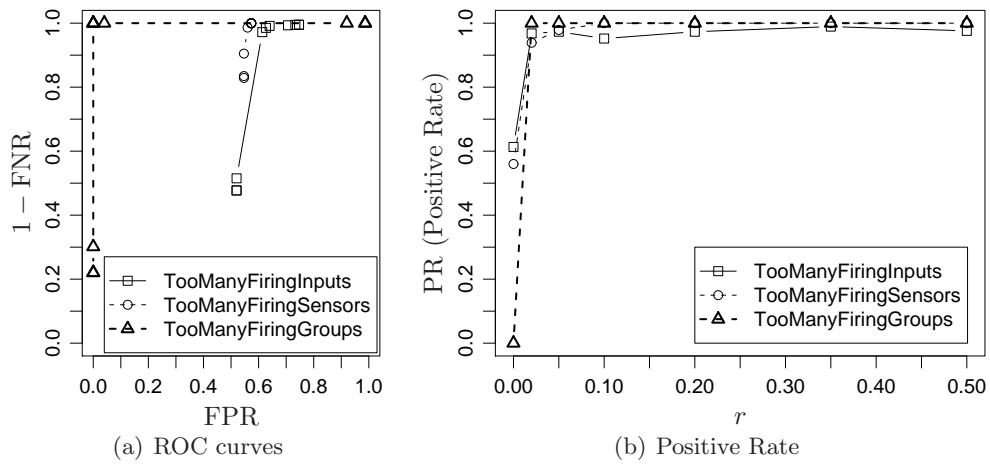 1 − FNR
0.0 0.2 0.4 0.6 0.8 1.0
TooManyFiringInputs
TooManyFiringSensors
TooManyFiringGroups
0.0 0.2 0.4 0.6 0.8 1.0
FPR
(a) ROC curves
PR (Positive Rate)
0.0 0.2 0.4 0.6 0.8 1.0
TooManyFiringInputs
TooManyFiringSensors
TooManyFiringGroups
0.00 0.10 0.20 0.30 0.40 0.50
r
(b) Positive Rate